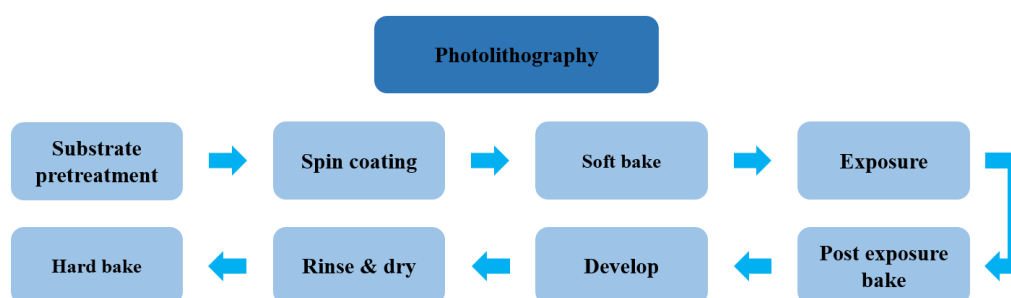 Photolithography
Substrate
pretreatment
Spin coating
Soft bake
Exposure
Post exposure
bake
Develop
Rinse & dry
Hard bake